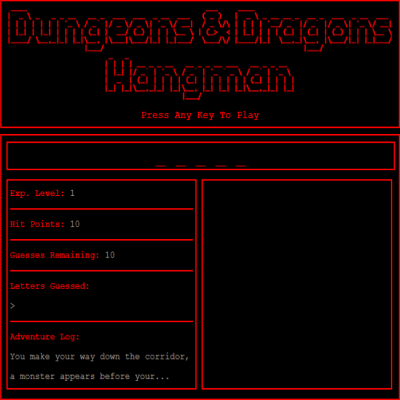 Dungeons & Dragons
Hangman
Press Any Key To Play
_ _ _ _ _
Exp. Level: 1
Hit Points: 10
Guesses Remaining: 10
Letters Guessed:
>
Adventure Log:
You make your way down the corridor,
a monster appears before your...